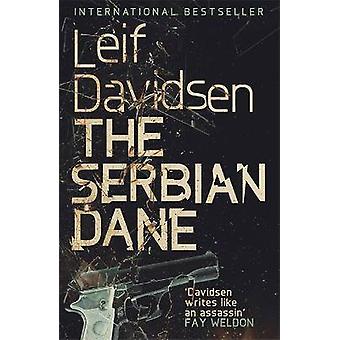 INTERNATIONAL BESTSELLER
Leif
Davidsen
THE
SERBIAN
DANE
'Davidsen
writes like
an assassin'
FAY WELDON